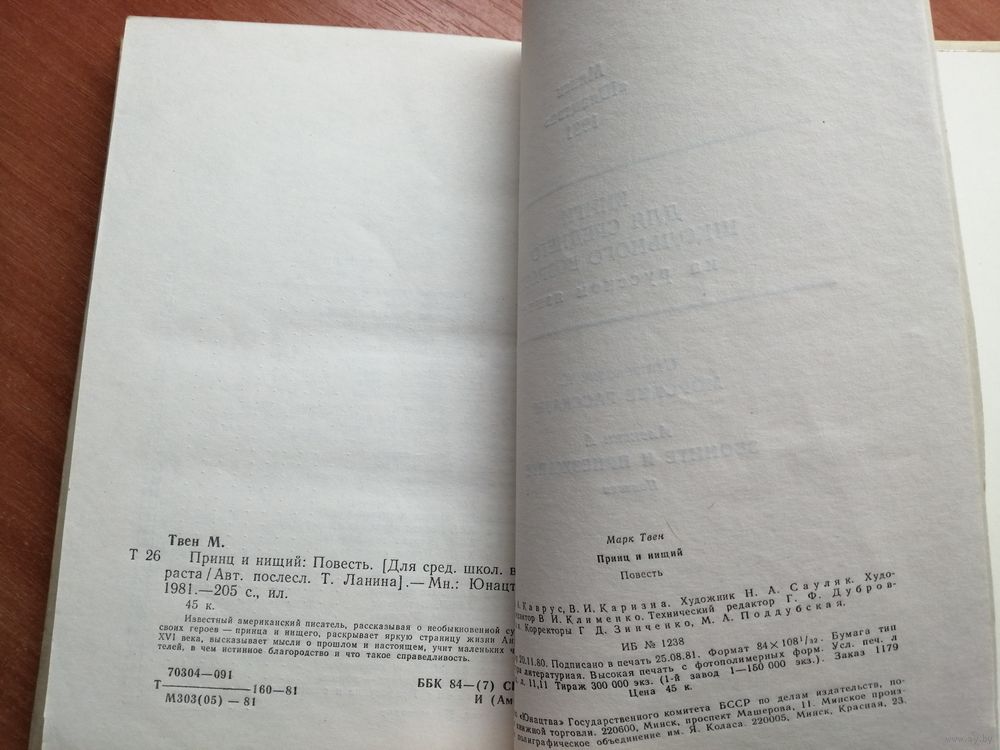 Твен М.
Т 26
Принц и нищий: Повесть. [Для сред. школ. в
раста/Авт. послесл. Т. Ланина].— Мн.: Юнацт
1981.—205 с., ил.
45 к.
Известный американский писатель, рассказывая о необыкновенной су
своих героев — принца и нищего, раскрывает яркую страницу жизни Ан
XVI века, высказывает мысли о прошлом и настоящем, учит маленьких ч
телей, в чем истинное благородство и что такое справедливость.
70304—091
Т 160—81
М303(05) — 81
ББК 84—(7) С
И (Ам
Марк Твен
Принц и нищий
Повесть
Каврус, В. И. Каризна. Художник Н. А. Сауляк. Худо-
В. И. Клименко. Технический редактор Г. Ф. Дубров-
Корректоры Г. Д. Зинченко, М. А. Поддубская.
ИБ № 1238
20.11.80. Подписано в печать 25.08.81. Формат 84×108¹/₃₂. Бумага тип
литературная. Высокая печать с фотополимерных форм. Усл. печ. л
л. 11,11 Тираж 300 000 экз. (1-й завод 1—150 000 экз.). Заказ 1179
Цена 45 к.
«Юнацтва» Государственного комитета БССР по делам издательств, по-
книжной торговли. 220600, Минск, проспект Машерова, 11. Минское произ-
полиграфическое объединение им. Я. Коласа. 220005, Минск, Красная, 23.
www.ay.by